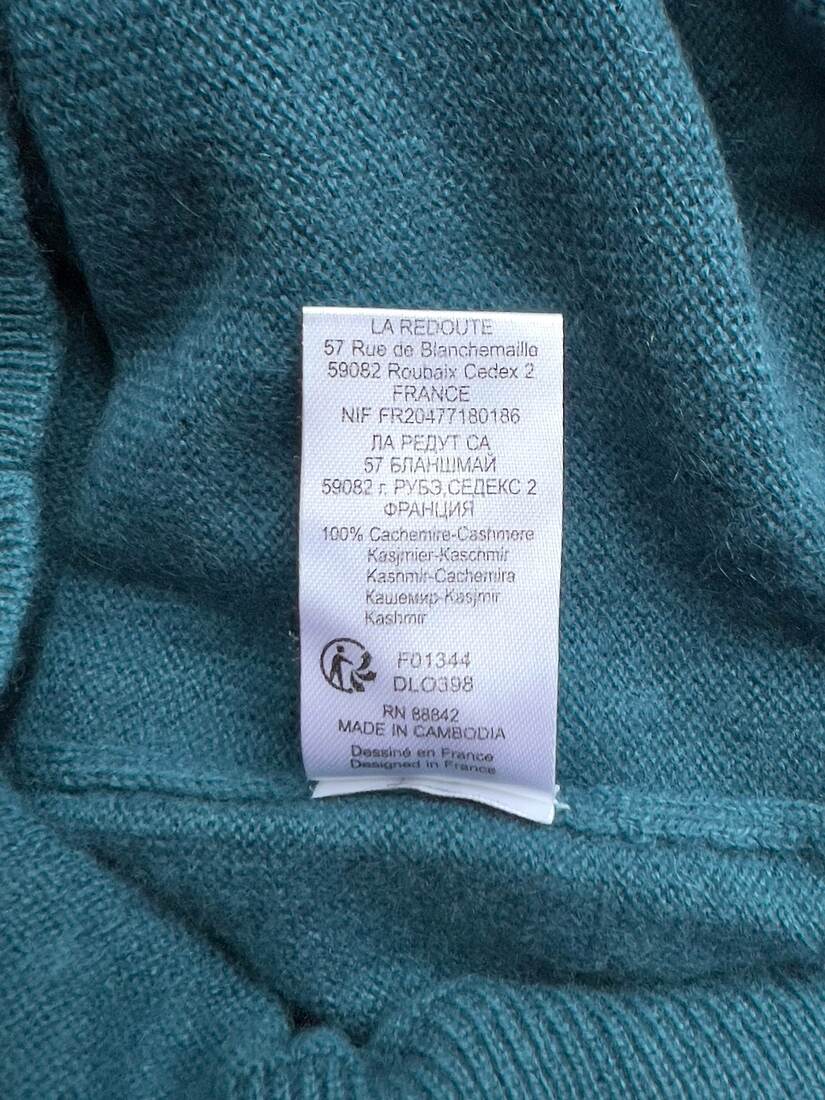 LA REDOUTE
57 Rue de Blanchemaille
59082 Roubaix Cedex 2
FRANCE
NIF FR20477180186
ЛА РЕДУТ СА
57 БЛАНШМАЙ
59082 г. РУБЭ,СЕДЕКС 2
ФРАНЦИЯ
100% Cachemire-Cashmere
Kasjmier-Kaschmir
Kashmir-Cachemira
Кашемир-Kasjmir
Kashmir
F01344
DLO398
RN 88842
MADE IN CAMBODIA
Dessiné en France
Designed in France